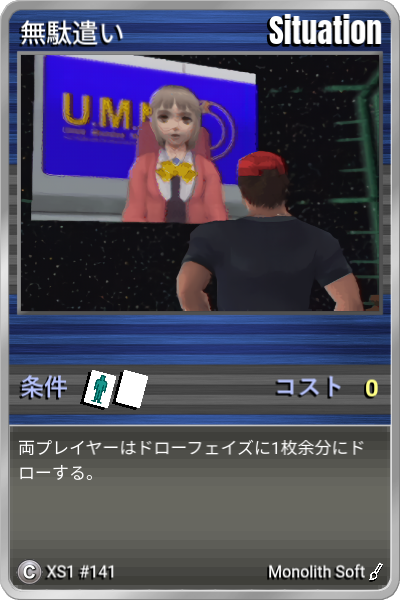 無駄遣い
Situation
U.M.N
条件
コスト 0
両プレイヤーはドローフェイズに1枚余分にド
ローする。
C XS1 #141
Monolith Soft